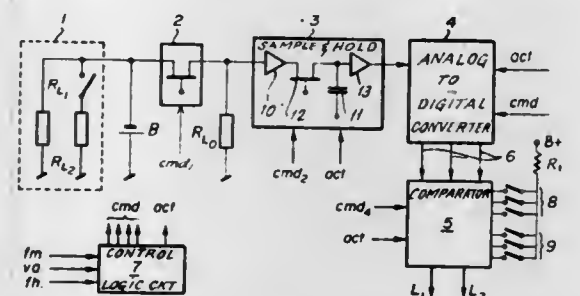 1
2
3
4
SAMPLE & HOLD
ANALOG
TO
DIGITAL
CONVERTER
act
cmd
R_L1
R_L2
B
cmd1
R_L0
10
12
11
13
cmd2
act
6
B+
R1
COMPARATOR
5
8
9
cmd4
act
L1
L2
cmd
act
CONTROL
7
LOGIC CKT
fm
va
fh